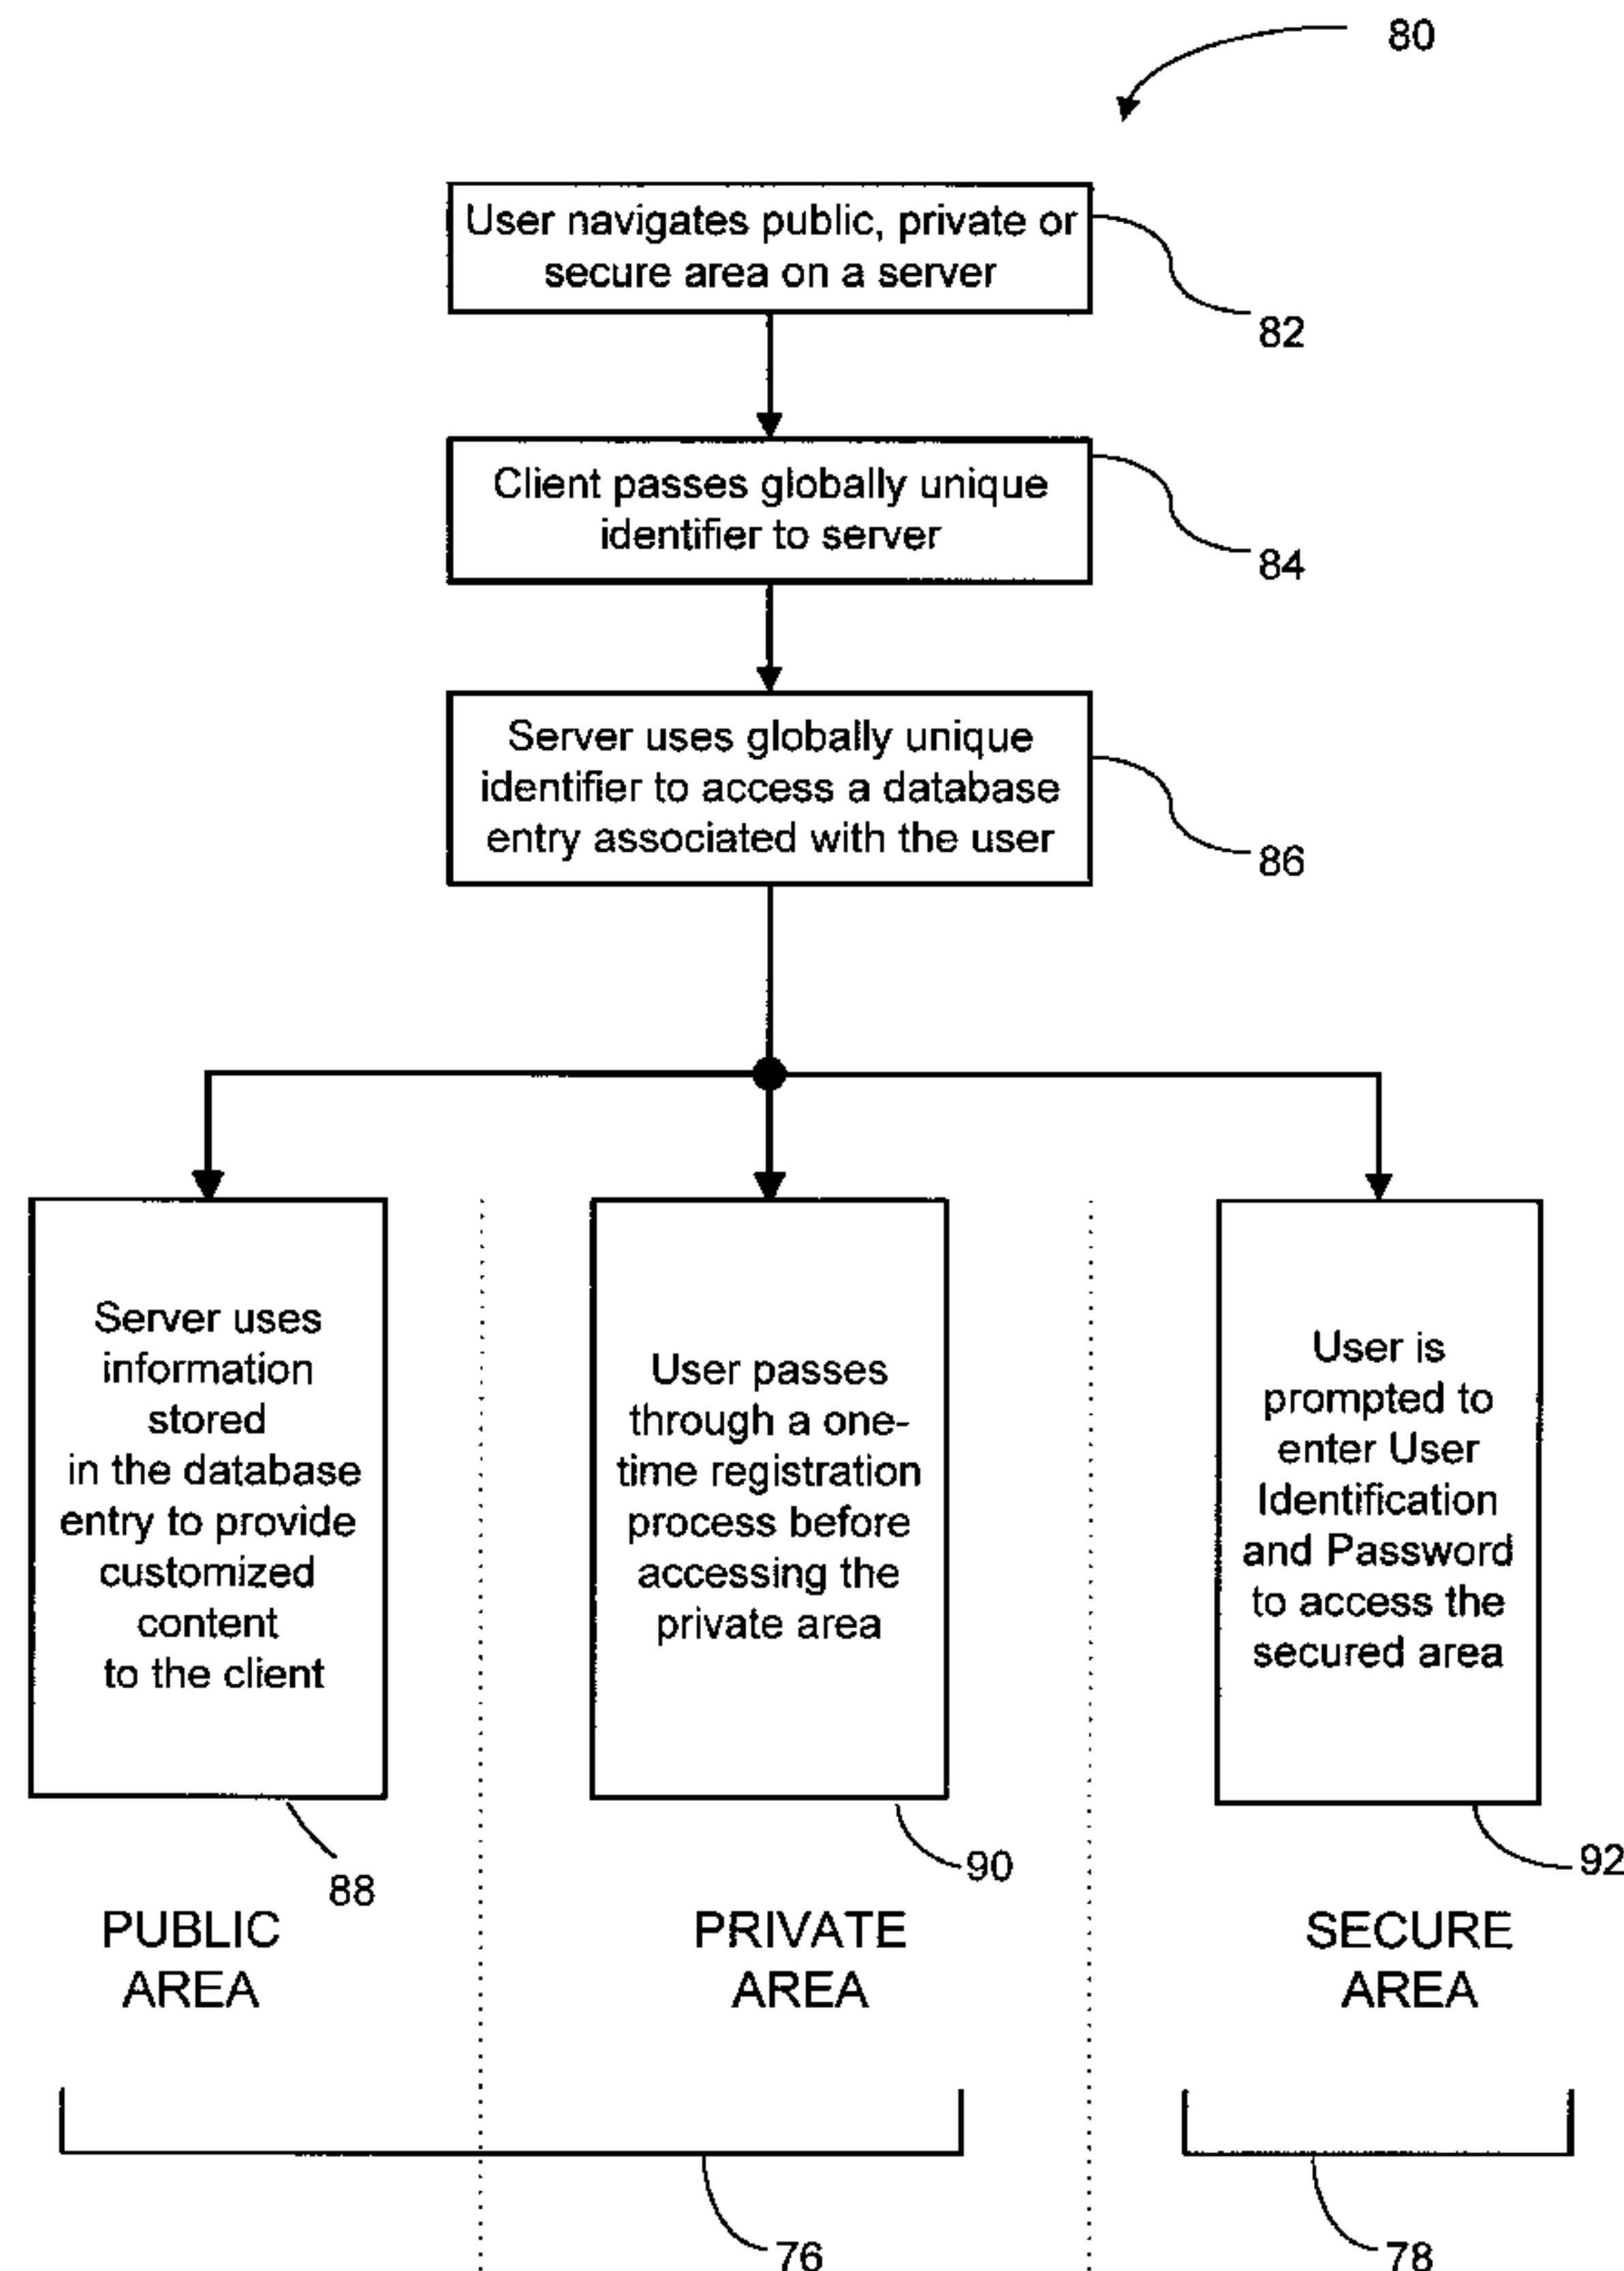 80
User navigates public, private or
secure area on a server
82
Client passes globally unique
identifier to server
84
Server uses globally unique
identifier to access a database
entry associated with the user
86
Server uses
information
stored
in the database
entry to provide
customized
content
to the client
88
User passes
through a one-
time registration
process before
accessing the
private area
90
User is
prompted to
enter User
Identification
and Password
to access the
secured area
92
PUBLIC
AREA
PRIVATE
AREA
SECURE
AREA
76
78